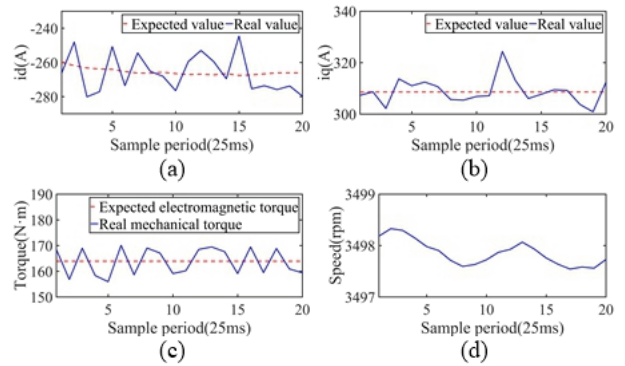 Expected value Real value
-240
-260
-280
id(A)
5 10 15 20
Sample period(25ms)
(a)
Expected value Real value
340
320
300
iq(A)
5 10 15 20
Sample period(25ms)
(b)
Expected electromagnetic torque
Real mechanical torque
190
180
170
160
150
Torque(N·m)
5 10 15 20
Sample period(25ms)
(c)
3499
3498
3497
Speed(rpm)
5 10 15 20
Sample period(25ms)
(d)